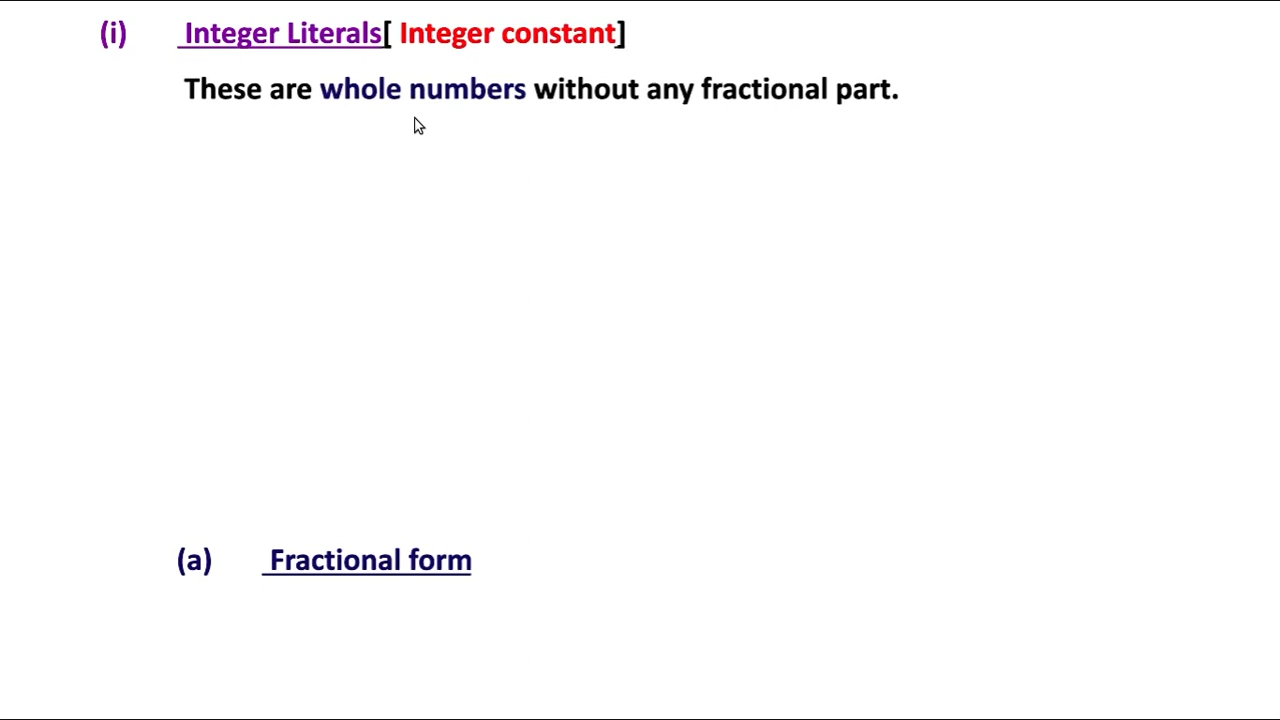 (i) Integer Literals[ Integer constant]
These are whole numbers without any fractional part.
(a) Fractional form